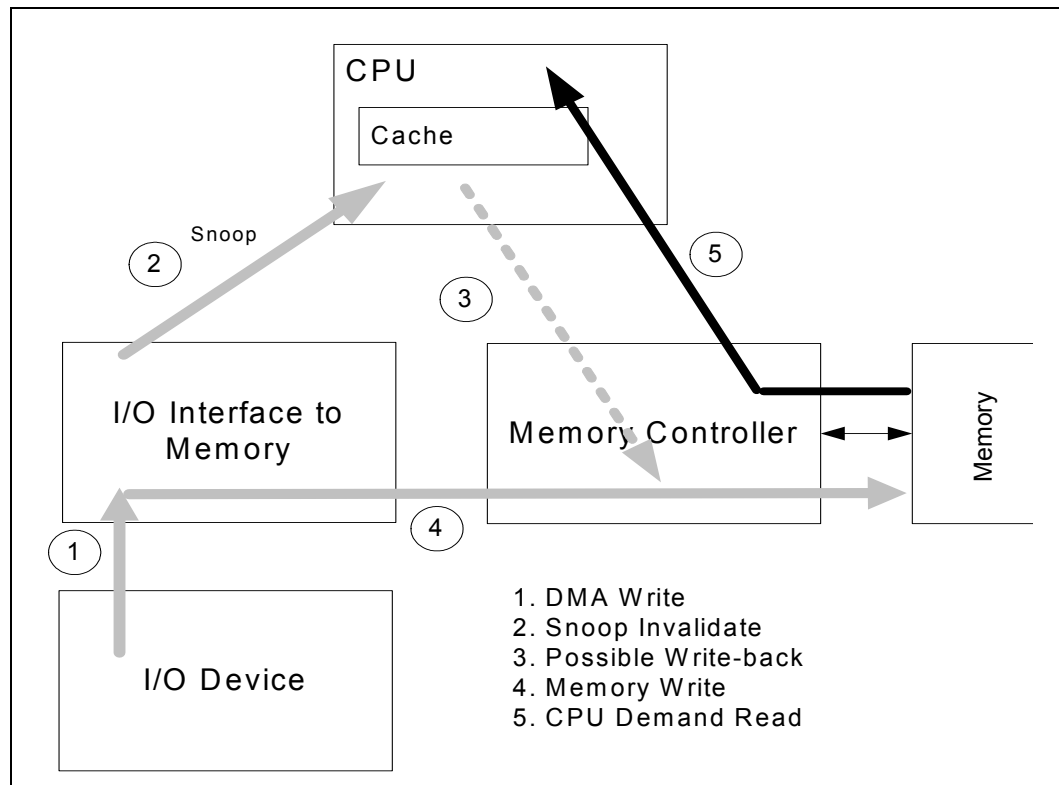 CPU
Cache
Snoop
2
5
3
I/O Interface to
Memory
Memory Controller
Memory
4
1
I/O Device
1. DMA Write
2. Snoop Invalidate
3. Possible Write-back
4. Memory Write
5. CPU Demand Read